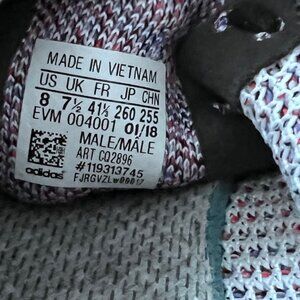 MADE IN VIETNAM
US UK FR JP CHN
8 7½ 41⅓ 260 255
EVM 004001 01/18
MALE/MÂLE
ART CQ2896
#119313745
adidas